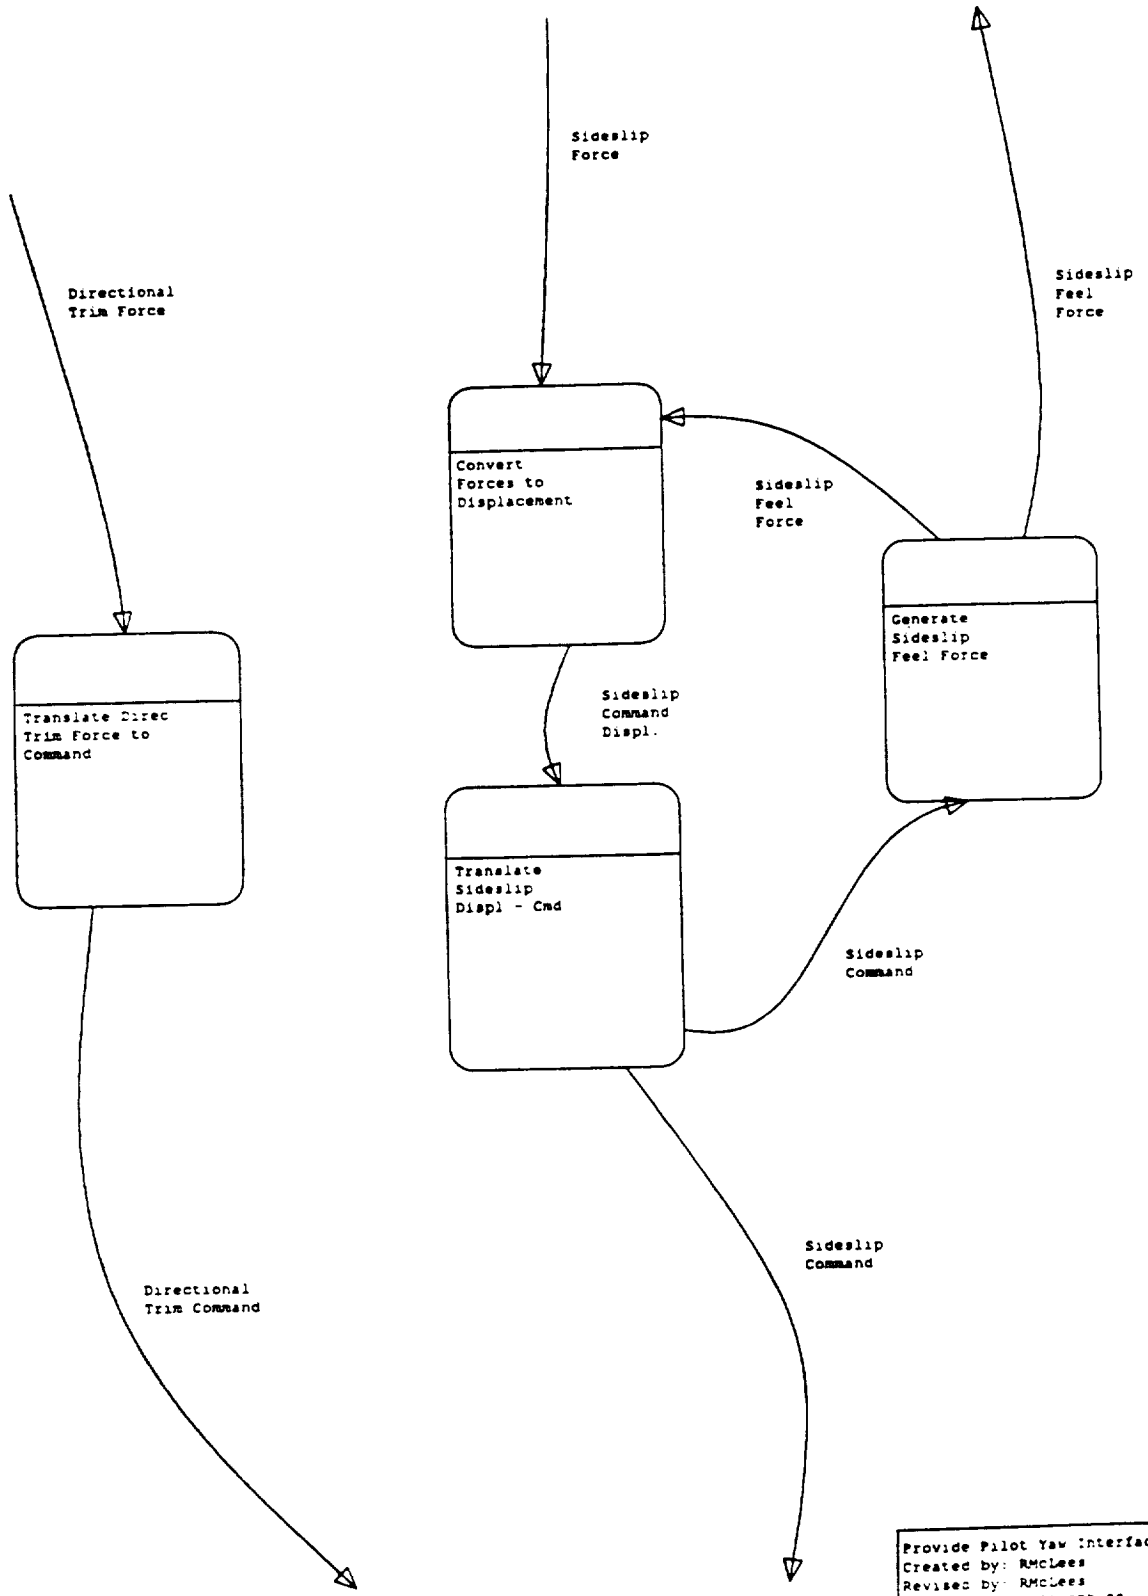 Sideslip
Force
Directional
Trim Force
Sideslip
Feel
Force
Convert
Forces to
Displacement
Sideslip
Feel
Force
Generate
Sideslip
Feel Force
Translate Direc
Trim Force to
Command
Sideslip
Command
Displ.
Translate
Sideslip
Displ - Cmd
Sideslip
Command
Sideslip
Command
Directional
Trim Command
Provide Pilot Yaw Interfac
Created by: RMcLees
Revised by: RMcLees